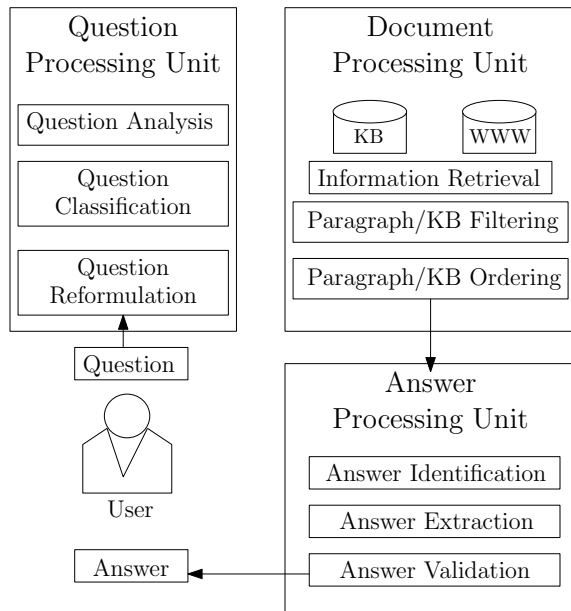 Question
Processing Unit
Question Analysis
Question
Classification
Question
Reformulation
Question
User
Answer
Document
Processing Unit
KB
WWW
Information Retrieval
Paragraph/KB Filtering
Paragraph/KB Ordering
Answer
Processing Unit
Answer Identification
Answer Extraction
Answer Validation